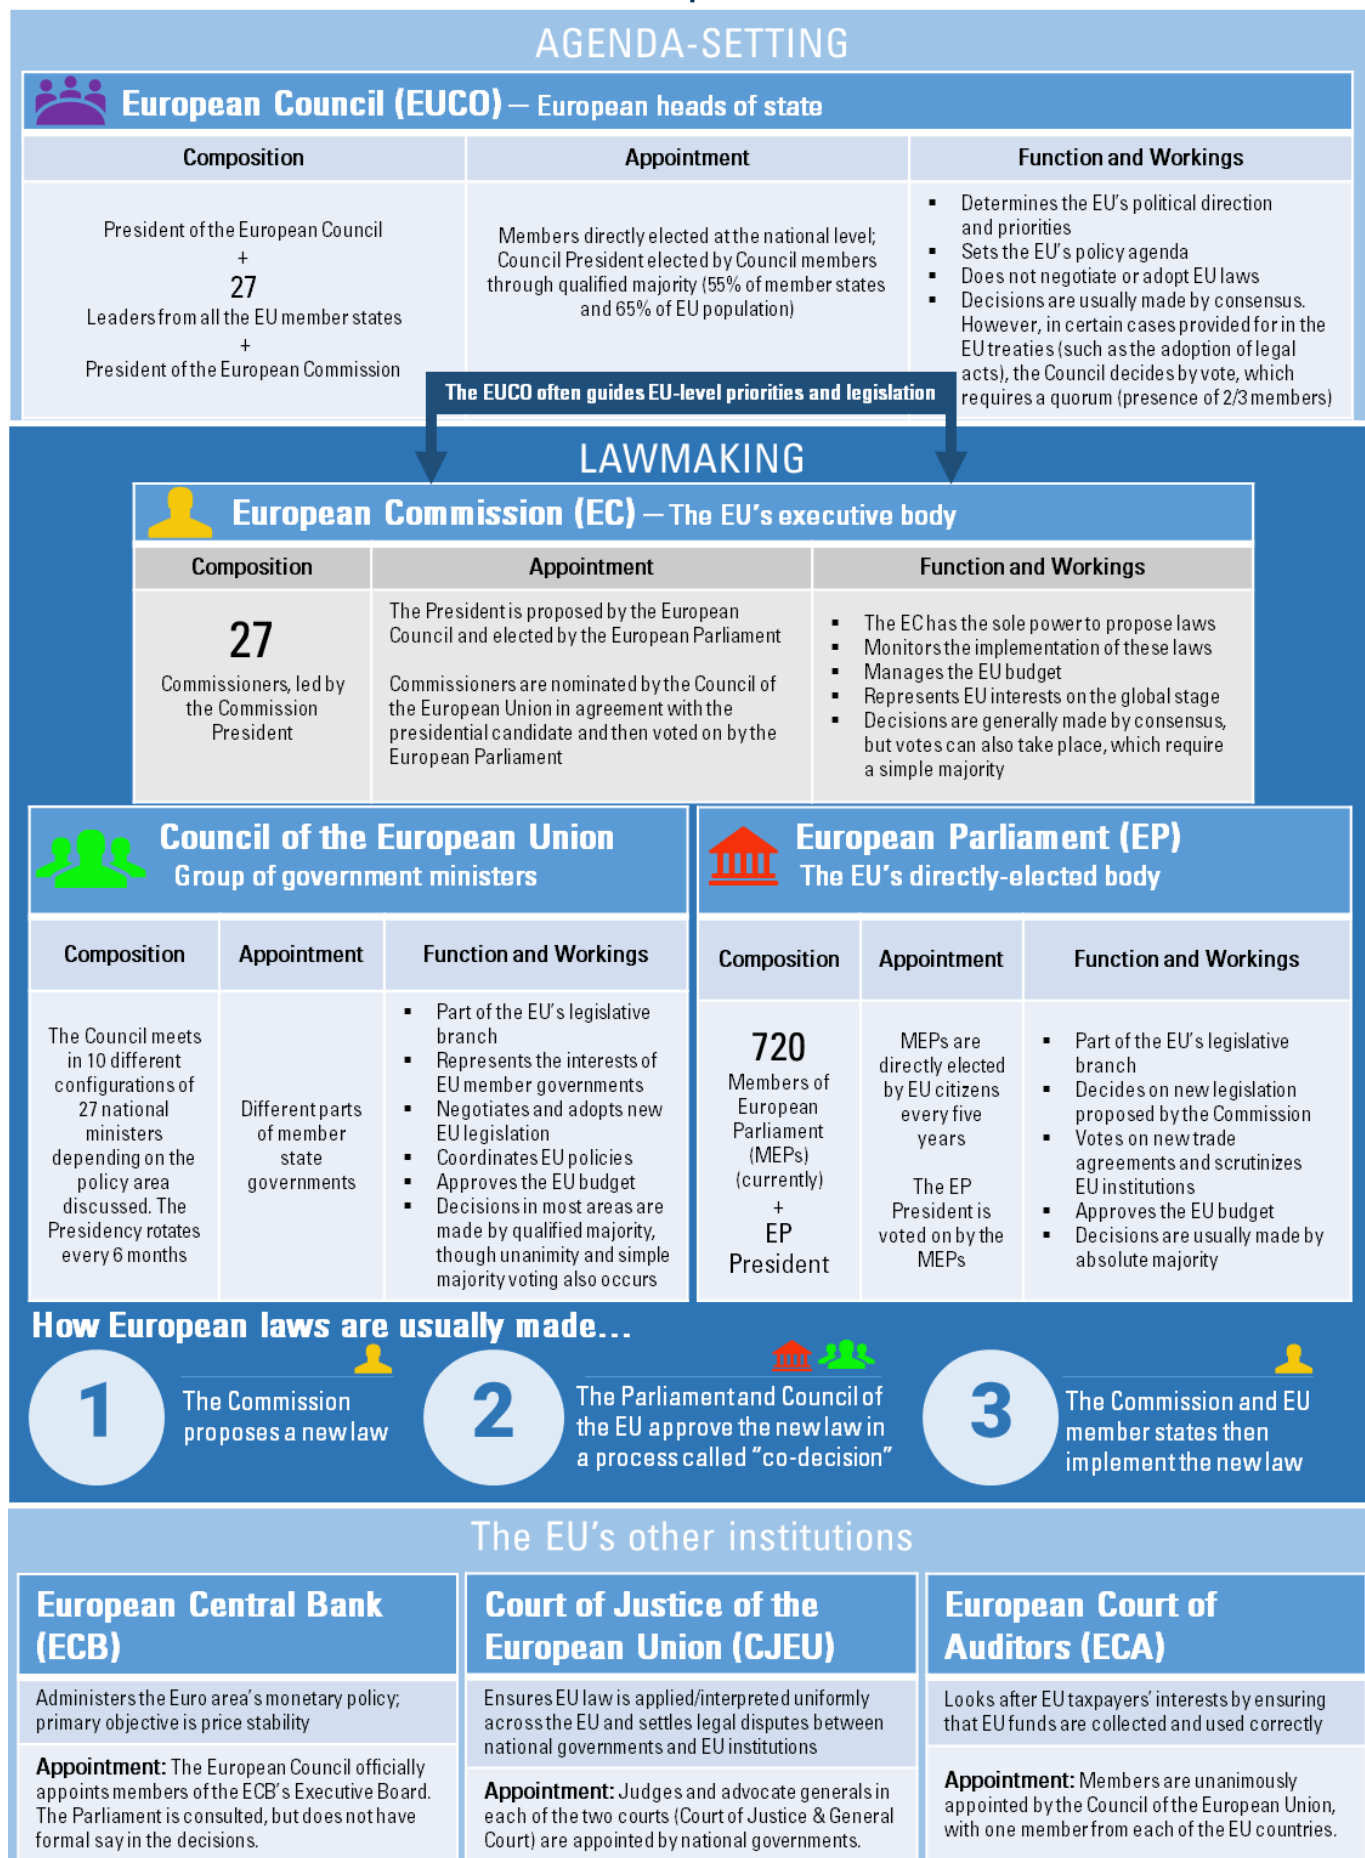 AGENDA-SETTING
European Council (EUCO) – European heads of state
Composition
Appointment
Function and Workings
President of the European Council
+
27
Leaders from all the EU member states
+
President of the European Commission
Members directly elected at the national level;
Council President elected by Council members
through qualified majority (55% of member states
and 65% of EU population)
▪ Determines the EU's political direction
and priorities
▪ Sets the EU's policy agenda
▪ Does not negotiate or adopt EU laws
▪ Decisions are usually made by consensus.
However, in certain cases provided for in the
EU treaties (such as the adoption of legal
acts), the Council decides by vote, which
requires a quorum (presence of 2/3 members)
The EUCO often guides EU-level priorities and legislation
LAWMAKING
European Commission (EC) – The EU's executive body
Composition
Appointment
Function and Workings
27
Commissioners, led by
the Commission
President
The President is proposed by the European
Council and elected by the European Parliament
Commissioners are nominated by the Council of
the European Union in agreement with the
presidential candidate and then voted on by the
European Parliament
▪ The EC has the sole power to propose laws
▪ Monitors the implementation of these laws
▪ Manages the EU budget
▪ Represents EU interests on the global stage
▪ Decisions are generally made by consensus,
but votes can also take place, which require
a simple majority
Council of the European Union
Group of government ministers
Composition
Appointment
Function and Workings
The Council meets
in 10 different
configurations of
27 national
ministers
depending on the
policy area
discussed. The
Presidency rotates
every 6 months
Different parts
of member
state
governments
▪ Part of the EU's legislative
branch
▪ Represents the interests of
EU member governments
▪ Negotiates and adopts new
EU legislation
▪ Coordinates EU policies
▪ Approves the EU budget
▪ Decisions in most areas are
made by qualified majority,
though unanimity and simple
majority voting also occurs
European Parliament (EP)
The EU's directly-elected body
Composition
Appointment
Function and Workings
720
Members of
European
Parliament
(MEPs)
(currently)
+
EP
President
MEPs are
directly elected
by EU citizens
every five
years
The EP
President is
voted on by the
MEPs
▪ Part of the EU's legislative
branch
▪ Decides on new legislation
proposed by the Commission
▪ Votes on new trade
agreements and scrutinizes
EU institutions
▪ Approves the EU budget
▪ Decisions are usually made by
absolute majority
How European laws are usually made...
1
The Commission
proposes a new law
2
The Parliament and Council of
the EU approve the new law in
a process called “co-decision”
3
The Commission and EU
member states then
implement the new law
The EU's other institutions
European Central Bank
(ECB)
Administers the Euro area's monetary policy;
primary objective is price stability
Appointment: The European Council officially
appoints members of the ECB's Executive Board.
The Parliament is consulted, but does not have
formal say in the decisions.
Court of Justice of the
European Union (CJEU)
Ensures EU law is applied/interpreted uniformly
across the EU and settles legal disputes between
national governments and EU institutions
Appointment: Judges and advocate generals in
each of the two courts (Court of Justice & General
Court) are appointed by national governments.
European Court of
Auditors (ECA)
Looks after EU taxpayers' interests by ensuring
that EU funds are collected and used correctly
Appointment: Members are unanimously
appointed by the Council of the European Union,
with one member from each of the EU countries.